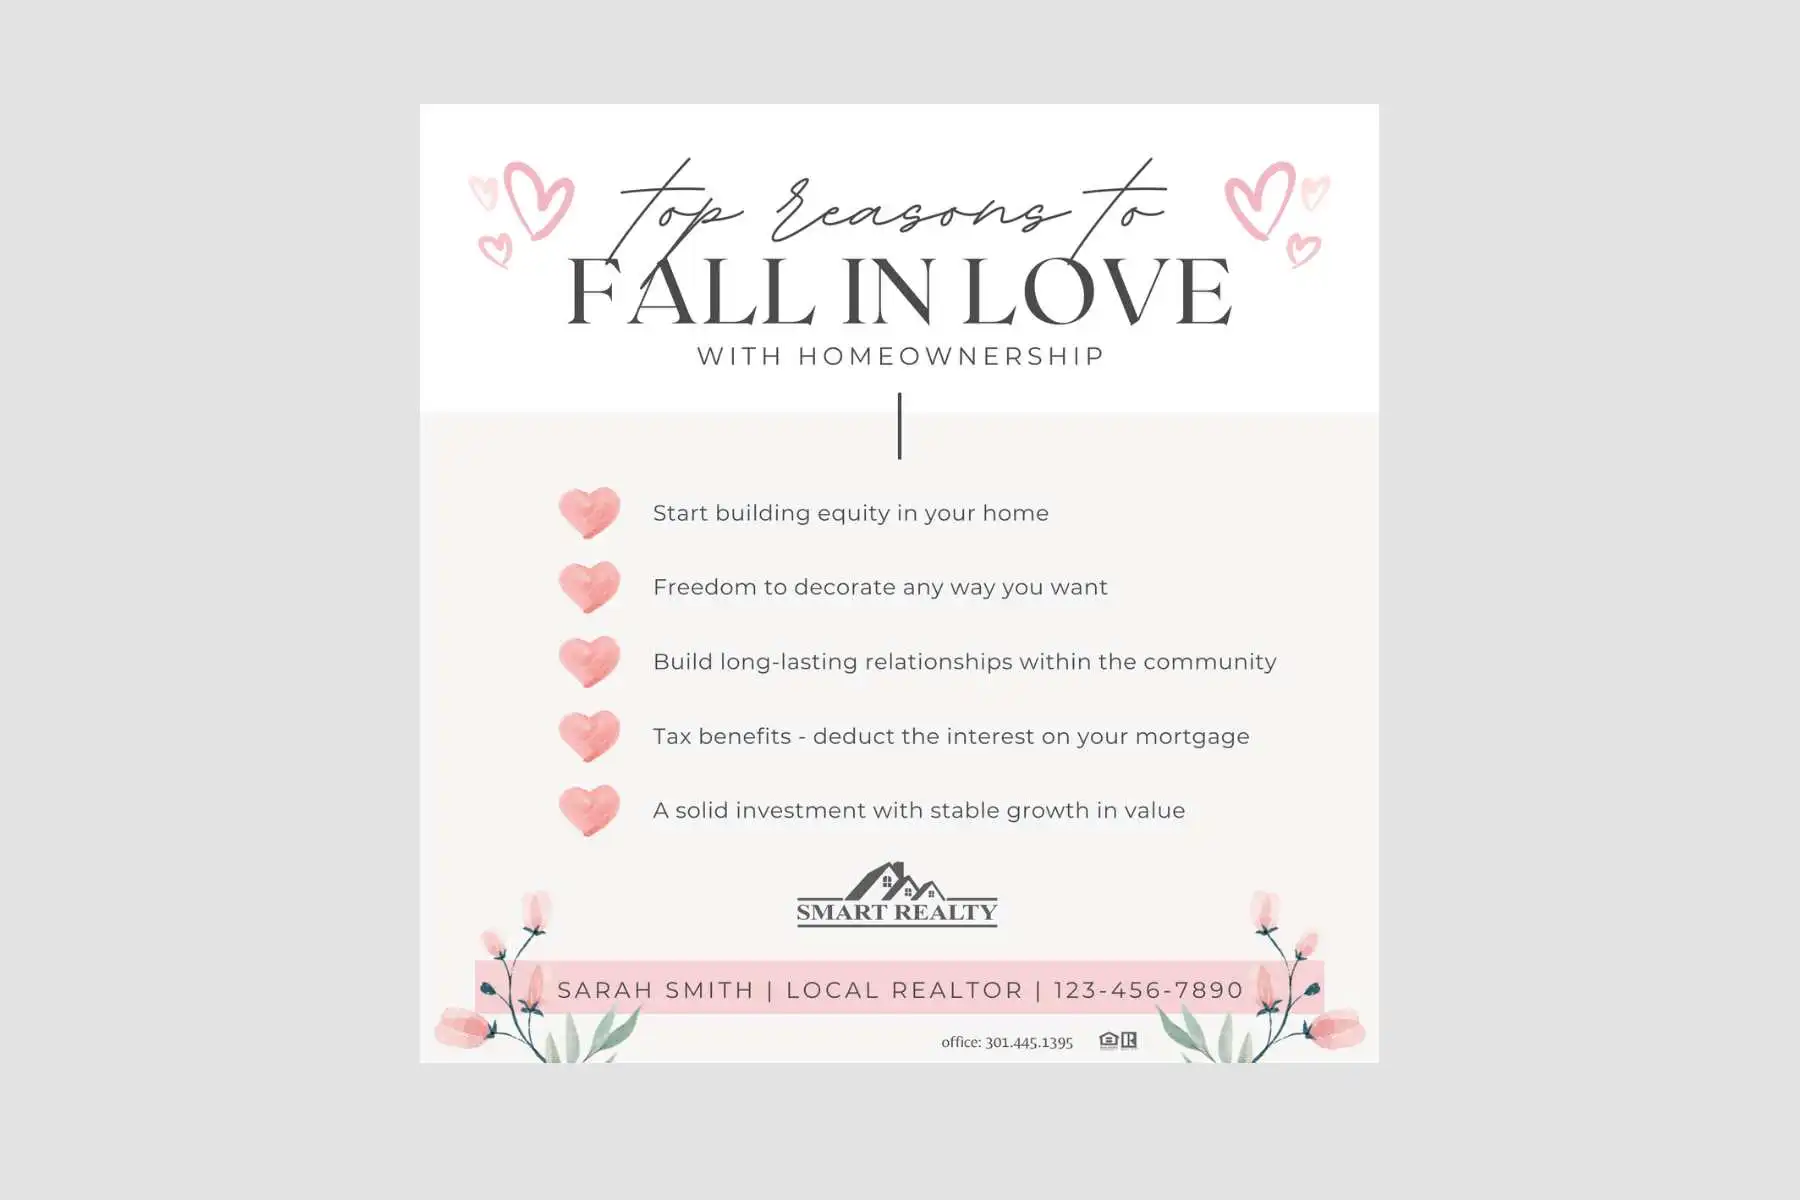 top reasons to
FALL IN LOVE
WITH HOMEOWNERSHIP
Start building equity in your home
Freedom to decorate any way you want
Build long-lasting relationships within the community
Tax benefits - deduct the interest on your mortgage
A solid investment with stable growth in value
SMART REALTY
SARAH SMITH | LOCAL REALTOR | 123-456-7890
office: 301.445.1395